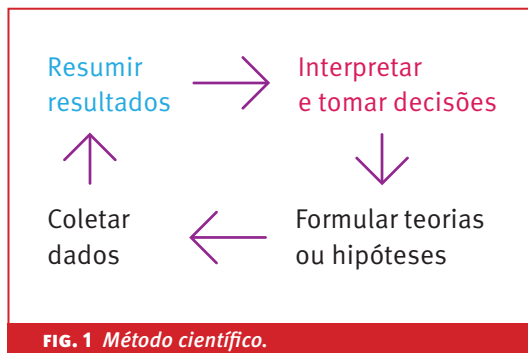 Resumir
resultados
Interpretar
e tomar decisões
Coletar
dados
Formular teorias
ou hipóteses
FIG. 1 Método científico.